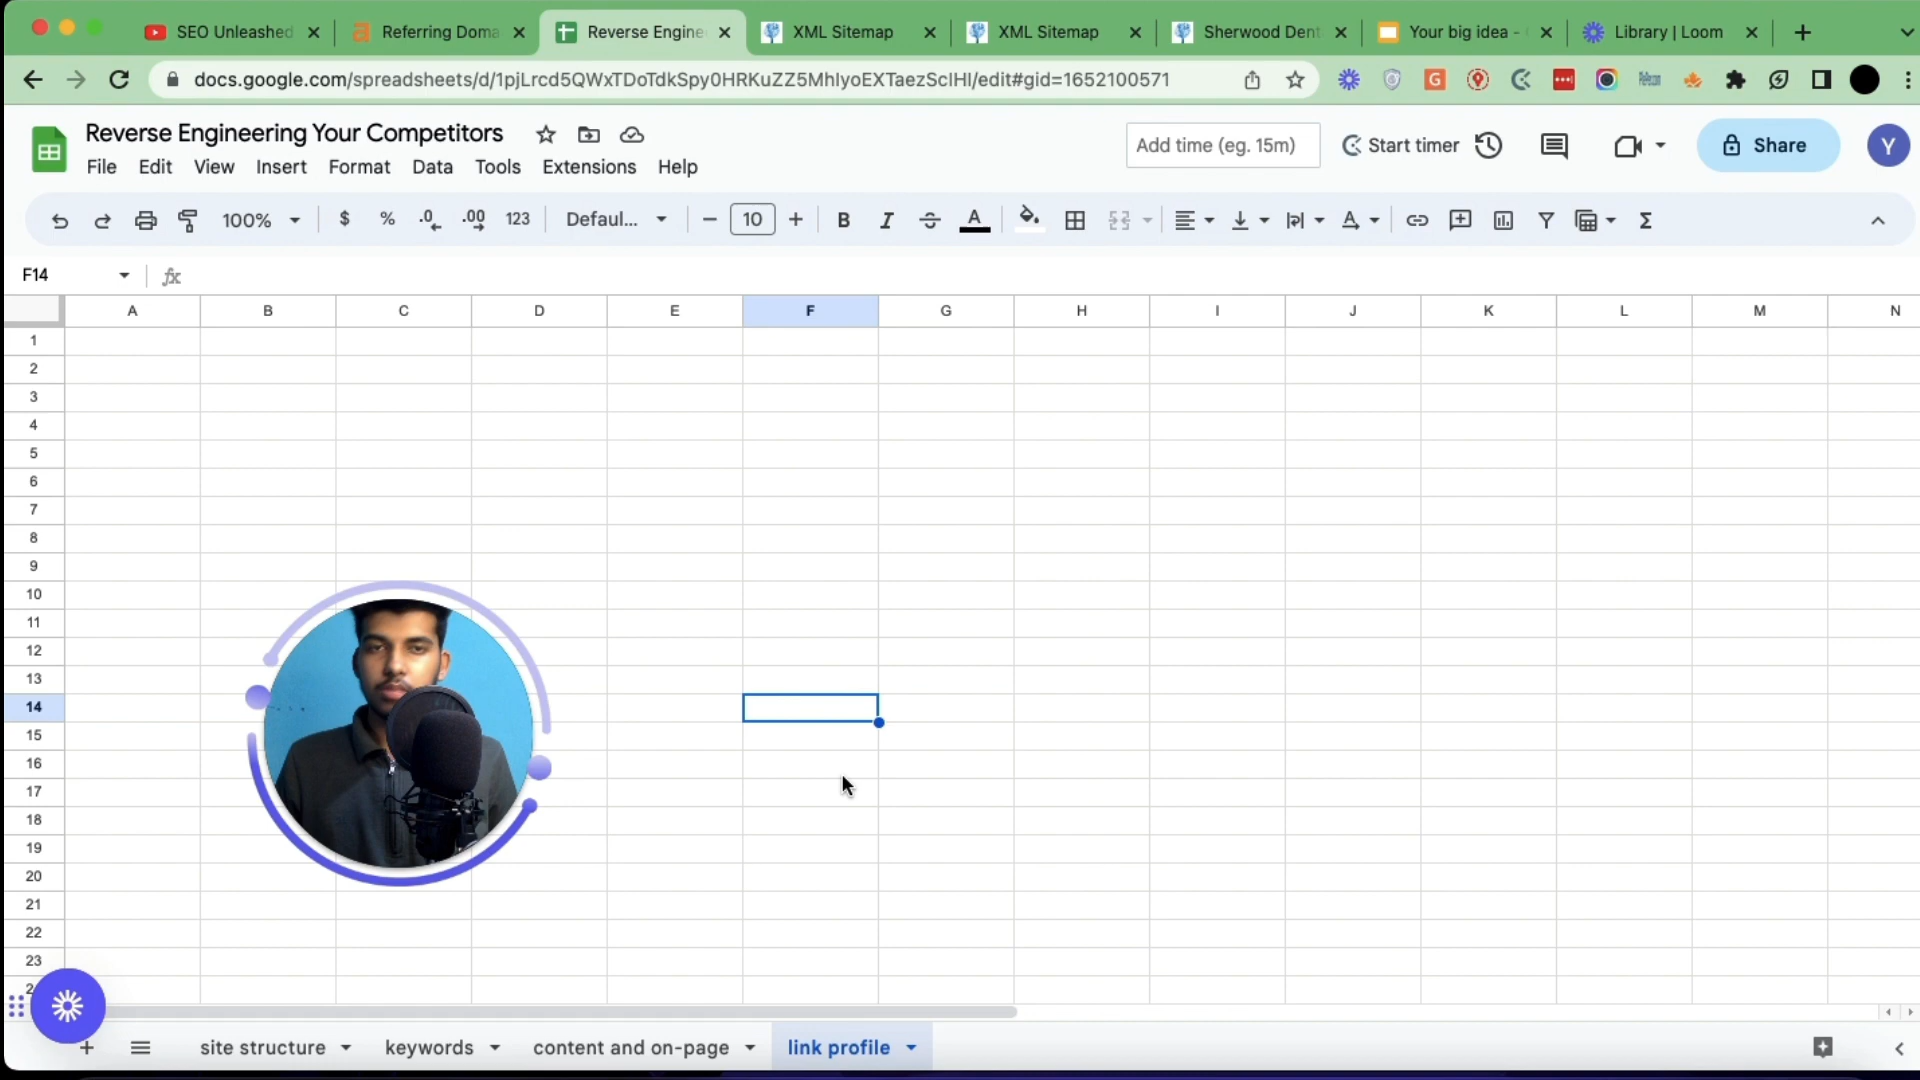 SEO Unleashed
Referring Doma
Reverse Engine
XML Sitemap
XML Sitemap
Sherwood Dent
Your big idea -
Library | Loom
docs.google.com/spreadsheets/d/1pjLrcd5QWxTDoTdkSpy0HRKuZZ5MhlyoEXTaezScIHI/edit#gid=1652100571
Reverse Engineering Your Competitors
File Edit View Insert Format Data Tools Extensions Help
Add time (eg. 15m)
Start timer
Share
Y
100% $ % .0 .00 123 Defaul... − 10 + B I A
F14 fx
A B C D E F G H I J K L M N
1
2
3
4
5
6
7
8
9
10
11
12
13
14
15
16
17
18
19
20
21
22
23
site structure keywords content and on-page link profile